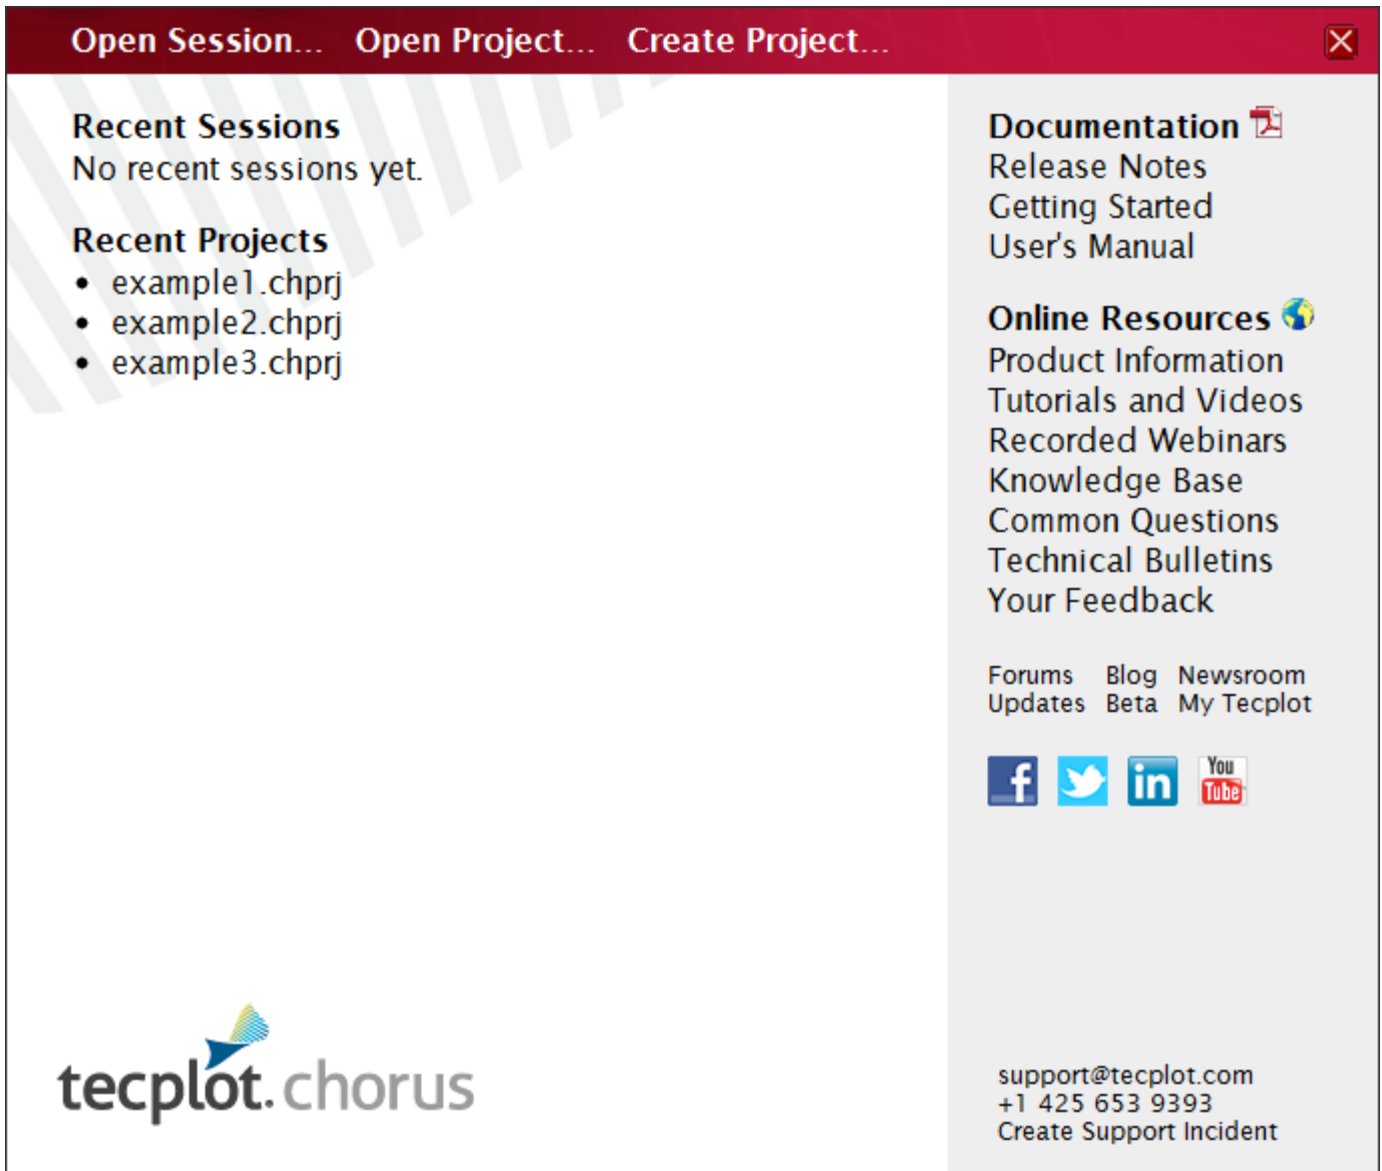 Open Session... Open Project... Create Project...
Recent Sessions
No recent sessions yet.
Recent Projects
• example1.chprj
• example2.chprj
• example3.chprj
tecplot. chorus
Documentation
Release Notes
Getting Started
User's Manual
Online Resources
Product Information
Tutorials and Videos
Recorded Webinars
Knowledge Base
Common Questions
Technical Bulletins
Your Feedback
Forums Blog Newsroom
Updates Beta My Tecplot
f in You
Tube
support@tecplot.com
+1 425 653 9393
Create Support Incident